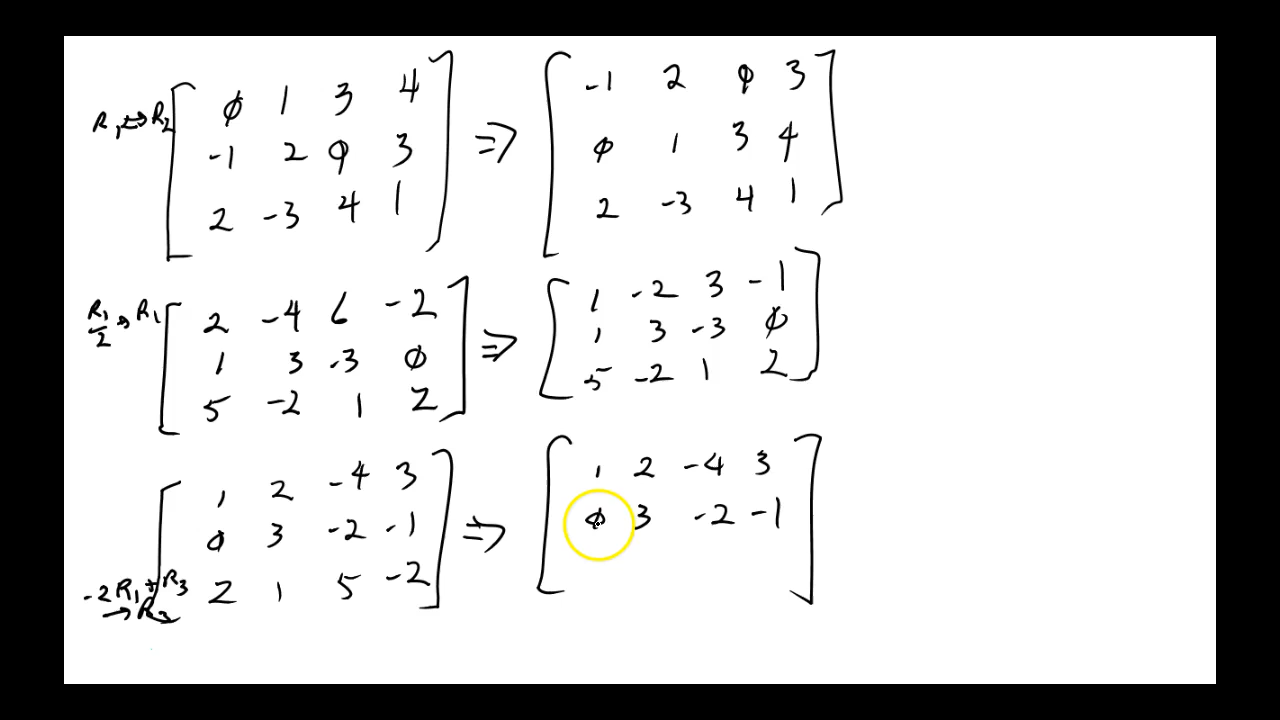 R1 ↔ R2 [ 0 1 3 4 ⇒ [ -1 2 0 3
-1 2 0 3 0 1 3 4
2 -3 4 1 ] 2 -3 4 1 ]
R1/2 → R1 [ 2 -4 6 -2 ⇒ [ 1 -2 3 -1
1 3 -3 0 1 3 -3 0
5 -2 1 2 ] 5 -2 1 2 ]
[ 1 2 -4 3 ⇒ [ 1 2 -4 3
0 3 -2 -1 0 3 -2 -1 ]
-2R1 + R3 2 1 5 -2 ]
→ R3